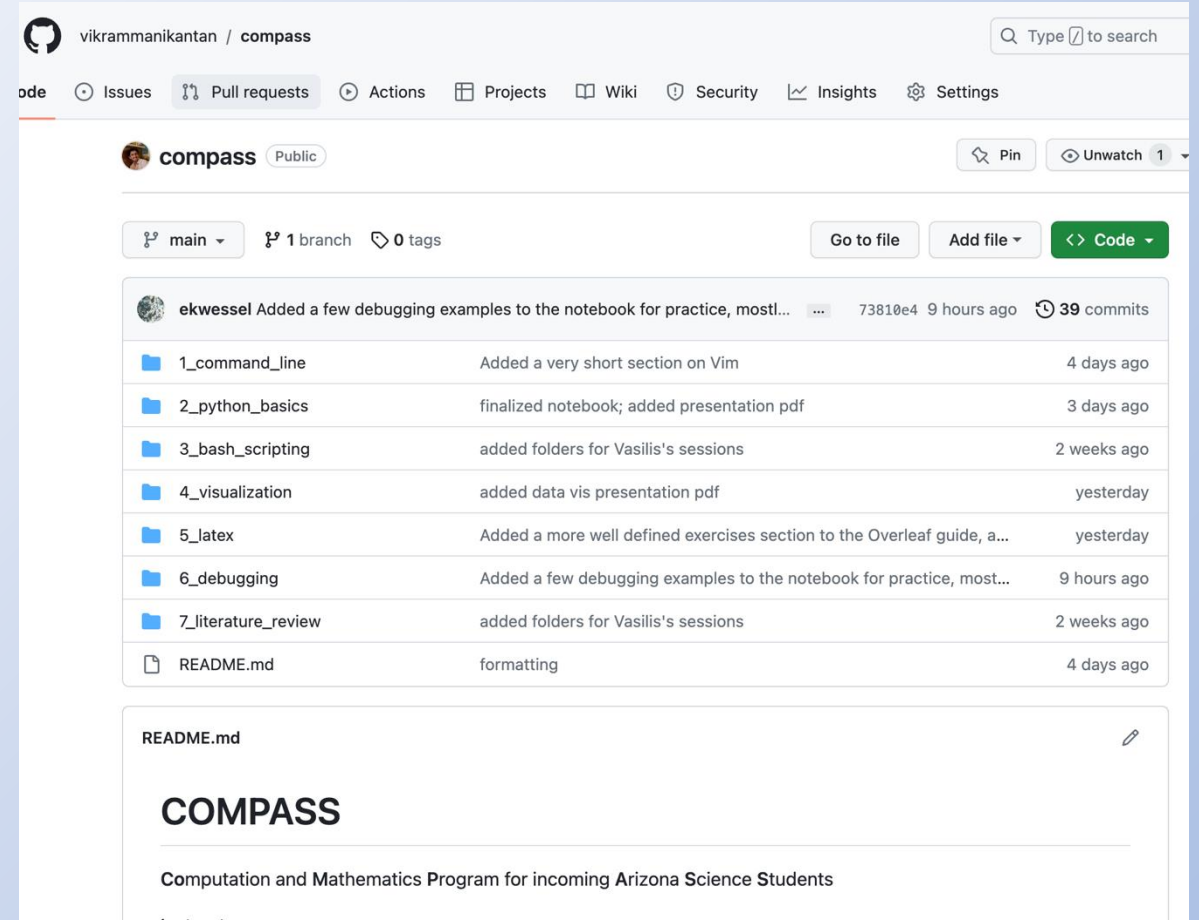 vikrammanikantan / compass
Type / to search
ode Issues Pull requests Actions Projects Wiki Security Insights Settings
compass Public Pin Unwatch 1
main 1 branch 0 tags Go to file Add file <> Code
ekwessel Added a few debugging examples to the notebook for practice, mostl... ... 73810e4 9 hours ago 39 commits
1_command_line Added a very short section on Vim 4 days ago
2_python_basics finalized notebook; added presentation pdf 3 days ago
3_bash_scripting added folders for Vasilis's sessions 2 weeks ago
4_visualization added data vis presentation pdf yesterday
5_latex Added a more well defined exercises section to the Overleaf guide, a... yesterday
6_debugging Added a few debugging examples to the notebook for practice, most... 9 hours ago
7_literature_review added folders for Vasilis's sessions 2 weeks ago
README.md formatting 4 days ago
README.md
COMPASS
Computation and Mathematics Program for incoming Arizona Science Students